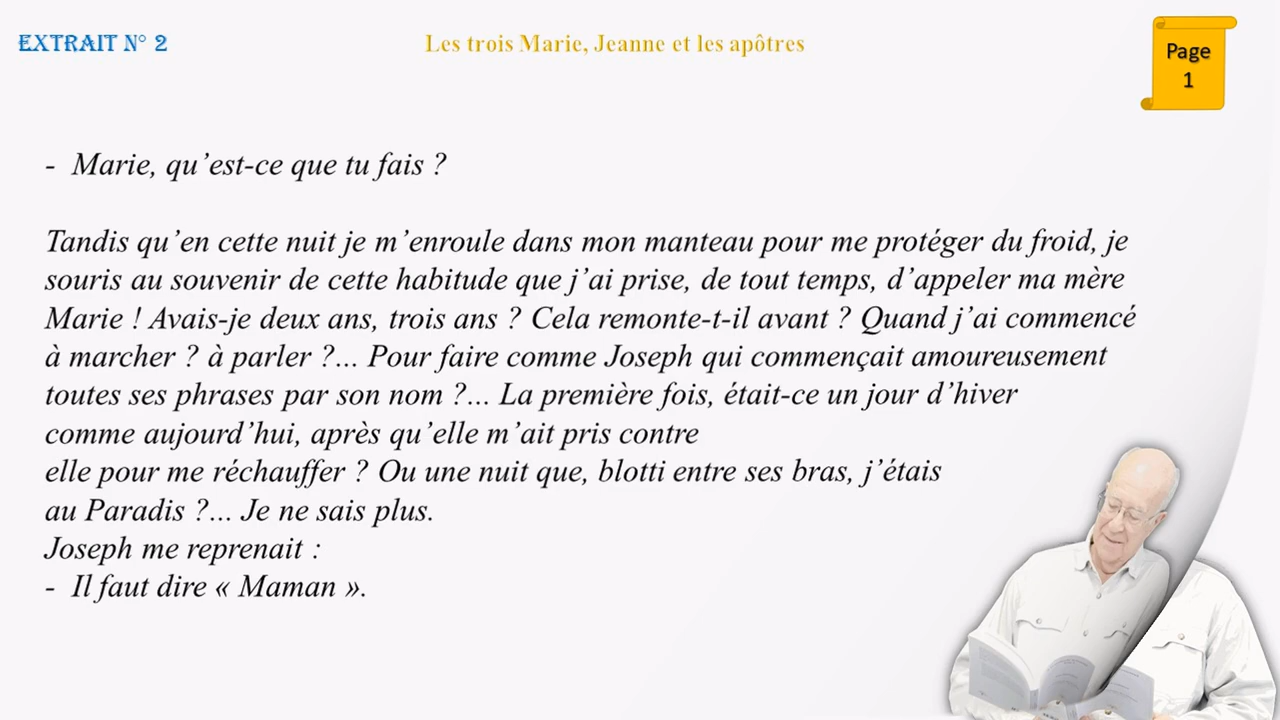 EXTRAIT N° 2
Les trois Marie, Jeanne et les apôtres
Page
1
- Marie, qu’est-ce que tu fais ?
Tandis qu’en cette nuit je m’enroule dans mon manteau pour me protéger du froid, je
souris au souvenir de cette habitude que j’ai prise, de tout temps, d’appeler ma mère
Marie ! Avais-je deux ans, trois ans ? Cela remonte-t-il avant ? Quand j’ai commencé
à marcher ? à parler ?... Pour faire comme Joseph qui commençait amoureusement
toutes ses phrases par son nom ?... La première fois, était-ce un jour d’hiver
comme aujourd’hui, après qu’elle m’ait pris contre
elle pour me réchauffer ? Ou une nuit que, blotti entre ses bras, j’étais
au Paradis ?... Je ne sais plus.
Joseph me reprenait :
- Il faut dire « Maman ».